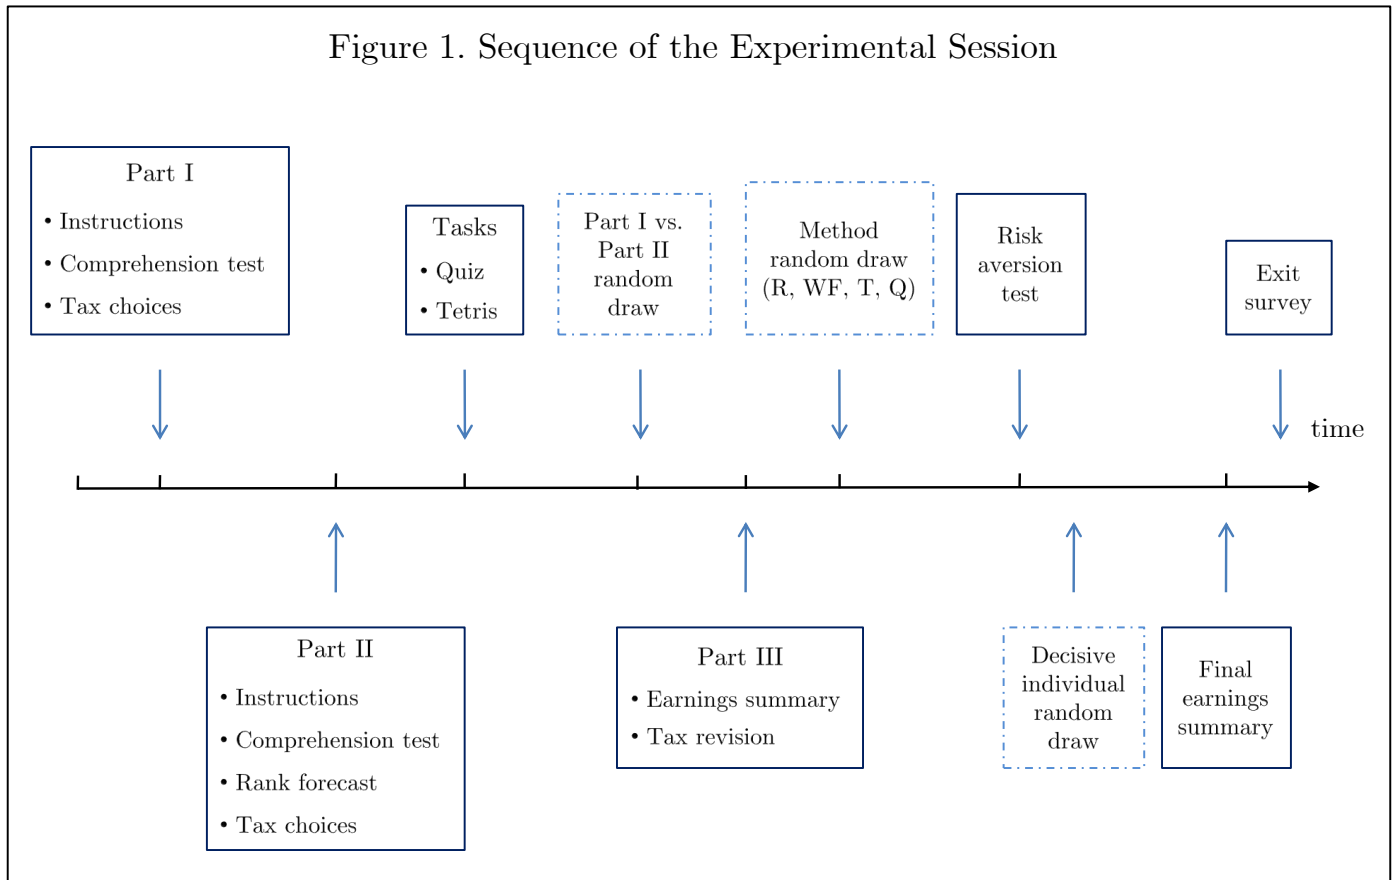 Figure 1. Sequence of the Experimental Session
Part I
• Instructions
• Comprehension test
• Tax choices
Tasks
• Quiz
• Tetris
Part I vs.
Part II
random
draw
Method
random draw
(R, WF, T, Q)
Risk
aversion
test
Exit
survey
time
Part II
• Instructions
• Comprehension test
• Rank forecast
• Tax choices
Part III
• Earnings summary
• Tax revision
Decisive
individual
random
draw
Final
earnings
summary